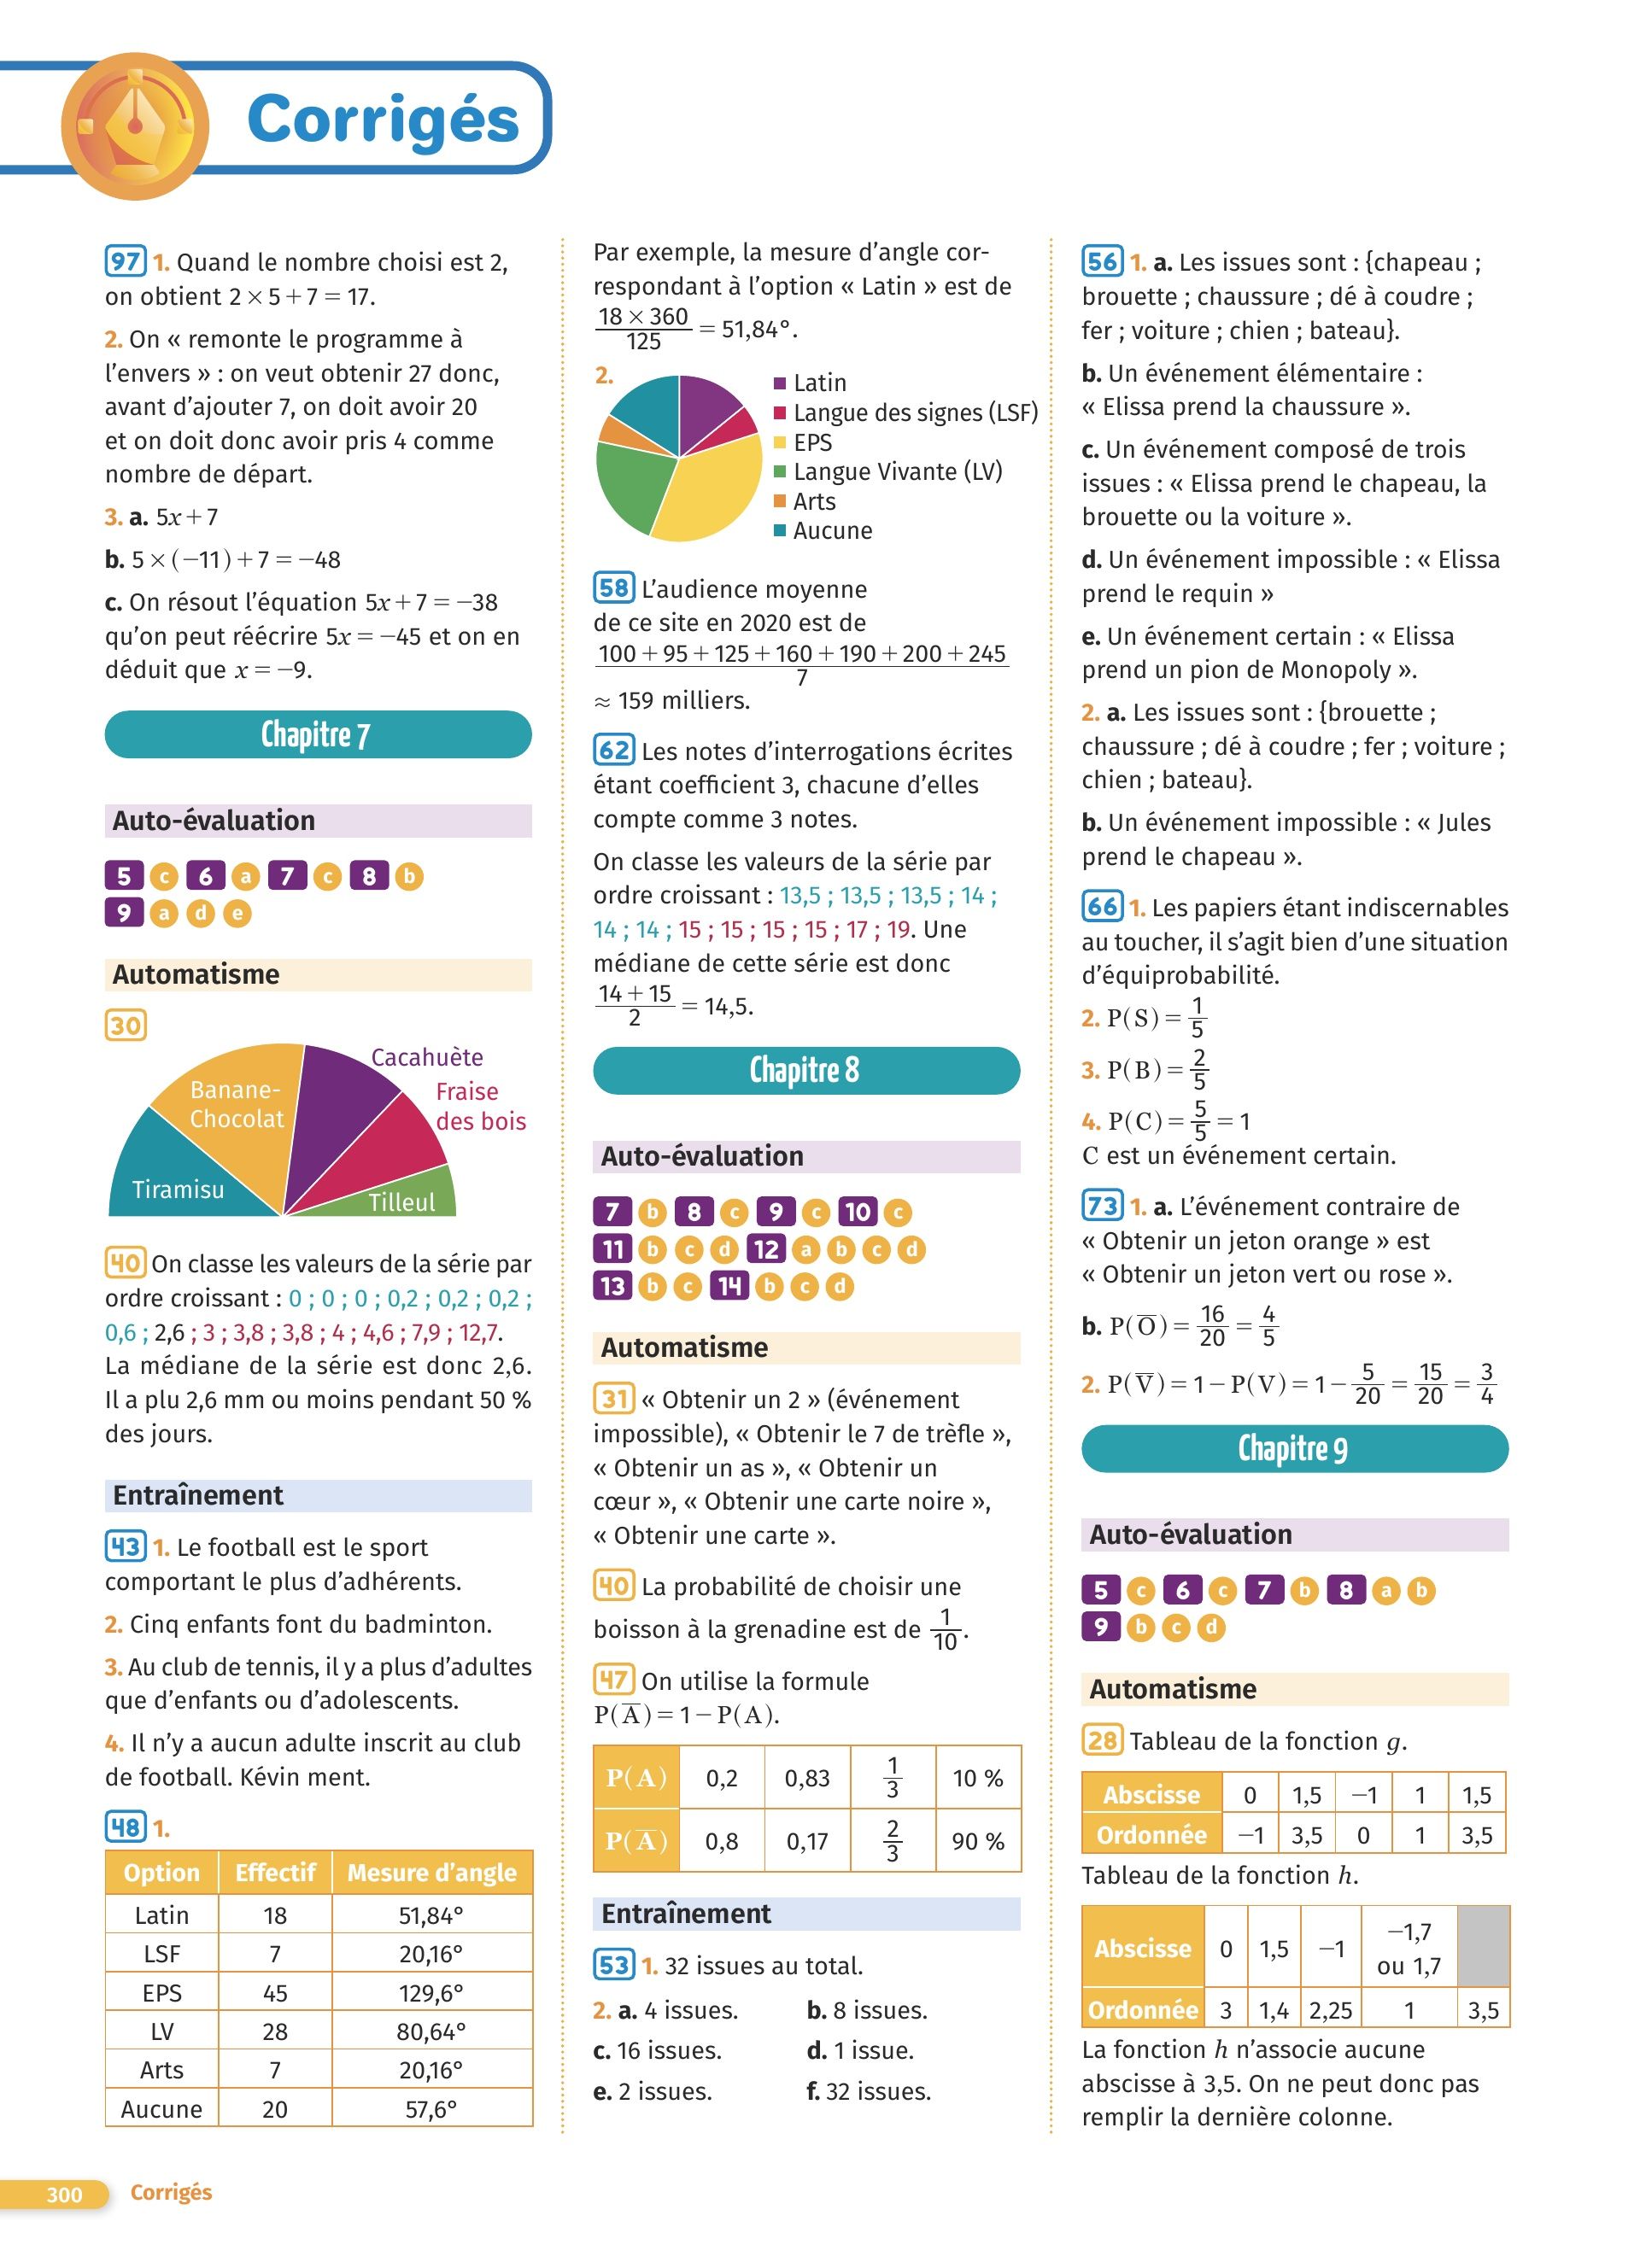 Corrigés
97 1. Quand le nombre choisi est 2,
on obtient 2 × 5 + 7 = 17.
2. On « remonte le programme à
l’envers » : on veut obtenir 27 donc,
avant d’ajouter 7, on doit avoir 20
et on doit donc avoir pris 4 comme
nombre de départ.
3. a. 5x + 7
b. 5 × (−11) + 7 = −48
c. On résout l’équation 5x + 7 = −38
qu’on peut réécrire 5x = −45 et on en
déduit que x = −9.
Chapitre 7
Auto-évaluation
5 c 6 a 7 c 8 b
9 a d e
Automatisme
30
Cacahuète
Banane-
Chocolat
Fraise
des bois
Tiramisu
Tilleul
40 On classe les valeurs de la série par
ordre croissant : 0 ; 0 ; 0 ; 0,2 ; 0,2 ; 0,2 ;
0,6 ; 2,6 ; 3 ; 3,8 ; 3,8 ; 4 ; 4,6 ; 7,9 ; 12,7.
La médiane de la série est donc 2,6.
Il a plu 2,6 mm ou moins pendant 50 %
des jours.
Entraînement
43 1. Le football est le sport
comportant le plus d’adhérents.
2. Cinq enfants font du badminton.
3. Au club de tennis, il y a plus d’adultes
que d’enfants ou d’adolescents.
4. Il n’y a aucun adulte inscrit au club
de football. Kévin ment.
48 1.
Option Effectif Mesure d’angle
Latin 18 51,84°
LSF 7 20,16°
EPS 45 129,6°
LV 28 80,64°
Arts 7 20,16°
Aucune 20 57,6°
Par exemple, la mesure d’angle cor-
respondant à l’option « Latin » est de
18 × 360
125
= 51,84°.
2.
Latin
Langue des signes (LSF)
EPS
Langue Vivante (LV)
Arts
Aucune
58 L’audience moyenne
de ce site en 2020 est de
100 + 95 + 125 + 160 + 190 + 200 + 245
7
≈ 159 milliers.
62 Les notes d’interrogations écrites
étant coefficient 3, chacune d’elles
compte comme 3 notes.
On classe les valeurs de la série par
ordre croissant : 13,5 ; 13,5 ; 13,5 ; 14 ;
14 ; 14 ; 15 ; 15 ; 15 ; 15 ; 17 ; 19. Une
médiane de cette série est donc
14 + 15
2
= 14,5.
Chapitre 8
Auto-évaluation
7 b 8 c 9 c 10 c
11 b c d 12 a b c d
13 b c 14 b c d
Automatisme
31 « Obtenir un 2 » (événement
impossible), « Obtenir le 7 de trèfle »,
« Obtenir un as », « Obtenir un
cœur », « Obtenir une carte noire »,
« Obtenir une carte ».
40 La probabilité de choisir une
boisson à la grenadine est de 1/10.
47 On utilise la formule
P(A̅) = 1 − P(A).
P(A) 0,2 0,83 1/3 10 %
P(A̅) 0,8 0,17 2/3 90 %
Entraînement
53 1. 32 issues au total.
2. a. 4 issues. b. 8 issues.
c. 16 issues. d. 1 issue.
e. 2 issues. f. 32 issues.
56 1. a. Les issues sont : {chapeau ;
brouette ; chaussure ; dé à coudre ;
fer ; voiture ; chien ; bateau}.
b. Un événement élémentaire :
« Elissa prend la chaussure ».
c. Un événement composé de trois
issues : « Elissa prend le chapeau, la
brouette ou la voiture ».
d. Un événement impossible : « Elissa
prend le requin »
e. Un événement certain : « Elissa
prend un pion de Monopoly ».
2. a. Les issues sont : {brouette ;
chaussure ; dé à coudre ; fer ; voiture ;
chien ; bateau}.
b. Un événement impossible : « Jules
prend le chapeau ».
66 1. Les papiers étant indiscernables
au toucher, il s’agit bien d’une situation
d’équiprobabilité.
2. P(S) = 1/5
3. P(B) = 2/5
4. P(C) = 5/5 = 1
C est un événement certain.
73 1. a. L’événement contraire de
« Obtenir un jeton orange » est
« Obtenir un jeton vert ou rose ».
b. P(O̅) = 16/20 = 4/5
2. P(V̅) = 1 − P(V) = 1 − 5/20 = 15/20 = 3/4
Chapitre 9
Auto-évaluation
5 c 6 c 7 b 8 a b
9 b c d
Automatisme
28 Tableau de la fonction g.
Abscisse 0 1,5 −1 1 1,5
Ordonnée −1 3,5 0 1 3,5
Tableau de la fonction h.
Abscisse 0 1,5 −1 −1,7 ou 1,7
Ordonnée 3 1,4 2,25 1 3,5
La fonction h n’associe aucune
abscisse à 3,5. On ne peut donc pas
remplir la dernière colonne.
300 Corrigés